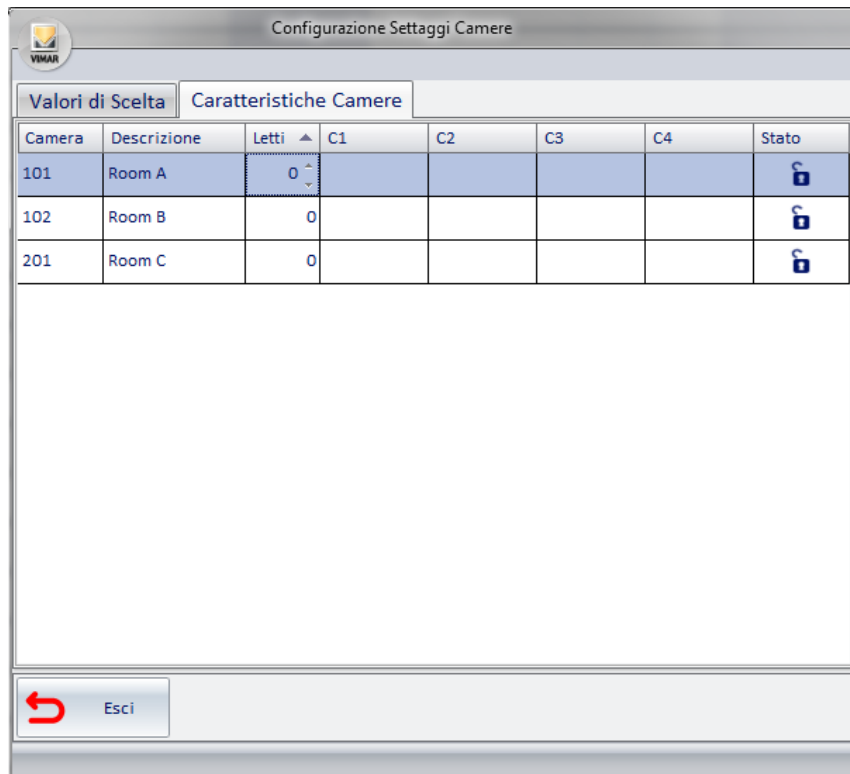 Configurazione Settaggi Camere
VIMAR
Valori di Scelta Caratteristiche Camere
Camera Descrizione Letti C1 C2 C3 C4 Stato
101 Room A 0
102 Room B 0
201 Room C 0
Esci